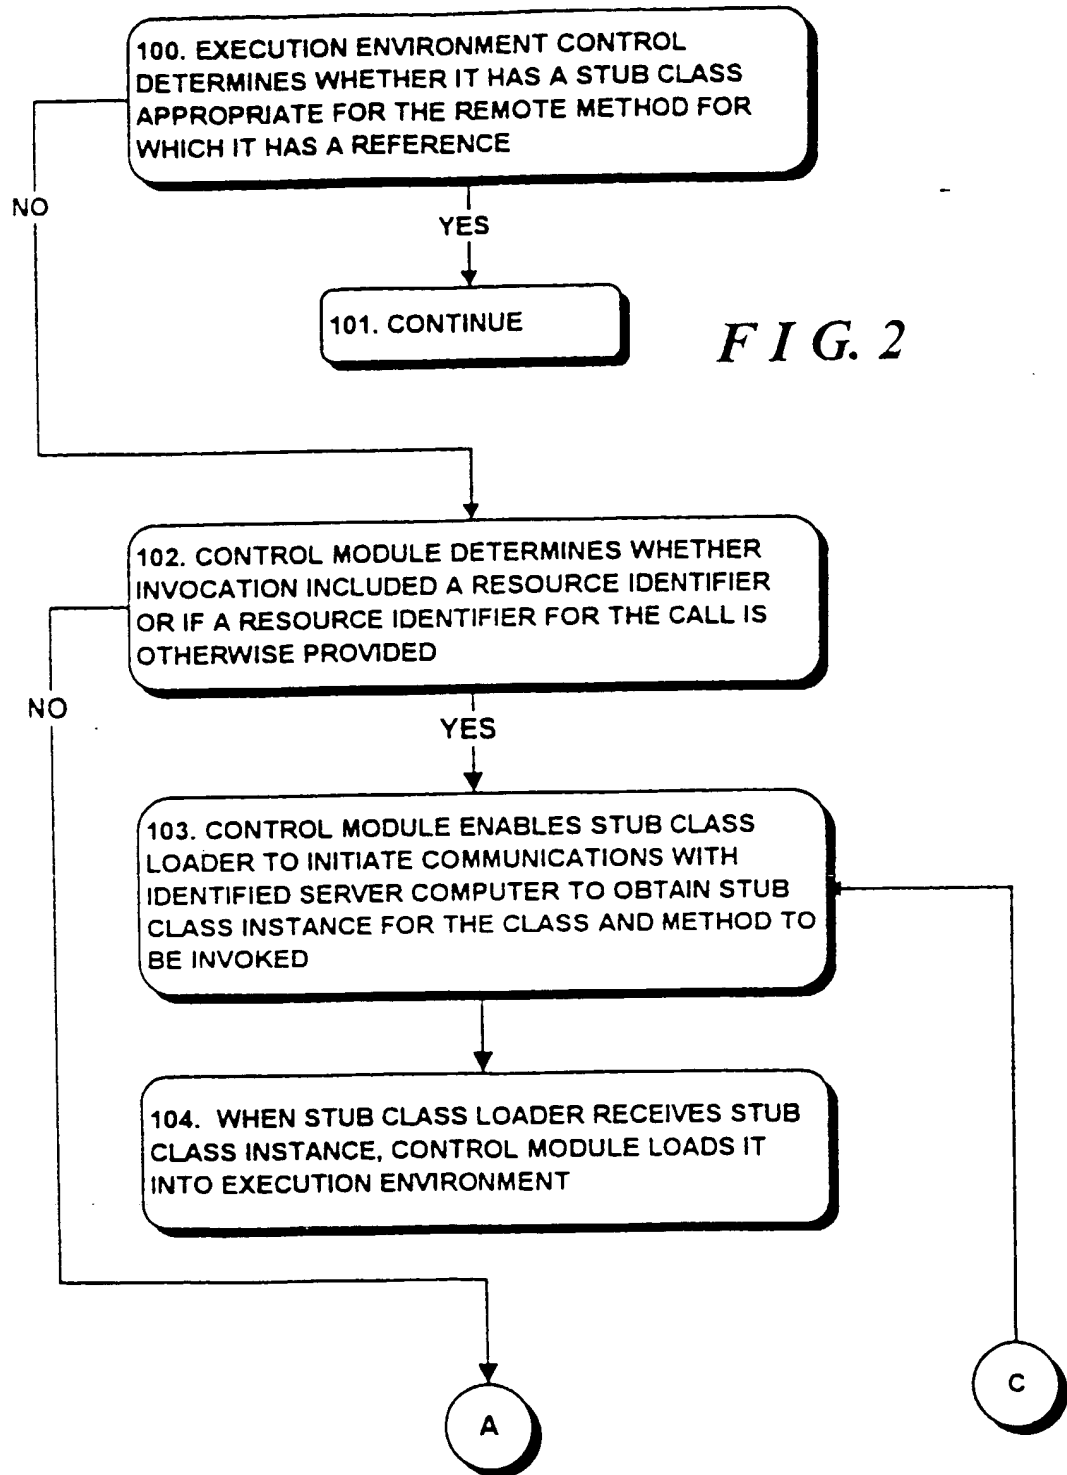 100. EXECUTION ENVIRONMENT CONTROL
DETERMINES WHETHER IT HAS A STUB CLASS
APPROPRIATE FOR THE REMOTE METHOD FOR
WHICH IT HAS A REFERENCE
NO
YES
101. CONTINUE
FIG. 2
102. CONTROL MODULE DETERMINES WHETHER
INVOCATION INCLUDED A RESOURCE IDENTIFIER
OR IF A RESOURCE IDENTIFIER FOR THE CALL IS
OTHERWISE PROVIDED
NO
YES
103. CONTROL MODULE ENABLES STUB CLASS
LOADER TO INITIATE COMMUNICATIONS WITH
IDENTIFIED SERVER COMPUTER TO OBTAIN STUB
CLASS INSTANCE FOR THE CLASS AND METHOD TO
BE INVOKED
104. WHEN STUB CLASS LOADER RECEIVES STUB
CLASS INSTANCE, CONTROL MODULE LOADS IT
INTO EXECUTION ENVIRONMENT
C
A